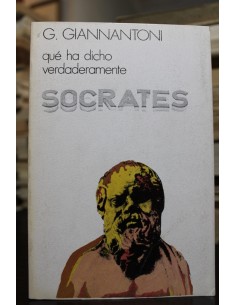 G. GIANNANTONI
qué ha dicho
verdaderamente
SOCRATES